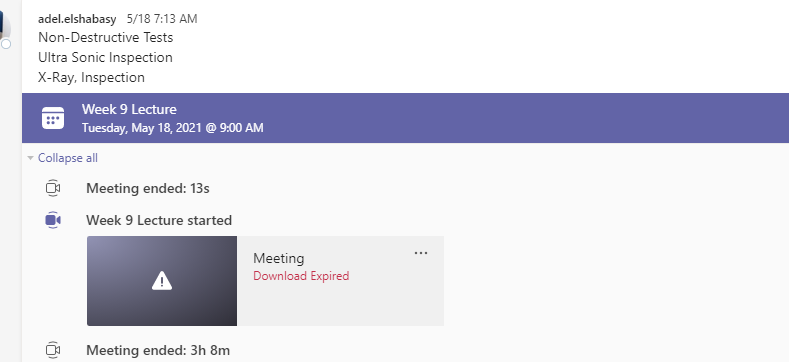 adel.elshabasy 5/18 7:13 AM
Non-Destructive Tests
Ultra Sonic Inspection
X-Ray, Inspection
Week 9 Lecture
Tuesday, May 18, 2021 @ 9:00 AM
Collapse all
Meeting ended: 13s
Week 9 Lecture started
Meeting
Download Expired
Meeting ended: 3h 8m